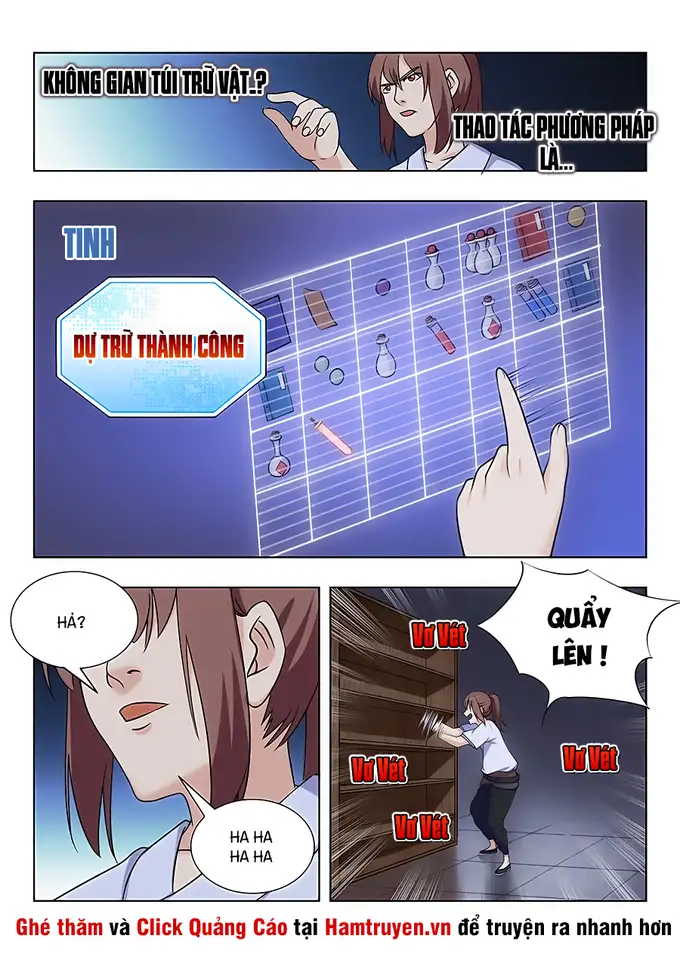 KHÔNG GIAN TÚI TRỮ VẬT..?
THAO TÁC PHƯƠNG PHÁP
LÀ...
TINH
DỰ TRỮ THÀNH CÔNG
HẢ?
HA HA
HA HA
QUẨY
LÊN !
Vơ Vét
Vơ Vét
Vơ Vét
Vơ Vét
Ghé thăm và Click Quảng Cáo tại Hamtruyen.vn để truyện ra nhanh hơn